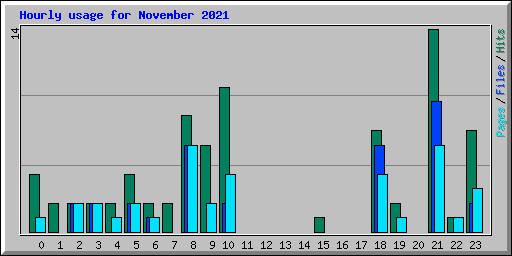 Hourly usage for November 2021
14
Pages/Files/Hits
0 1 2 3 4 5 6 7 8 9 10 11 12 13 14 15 16 17 18 19 20 21 22 23